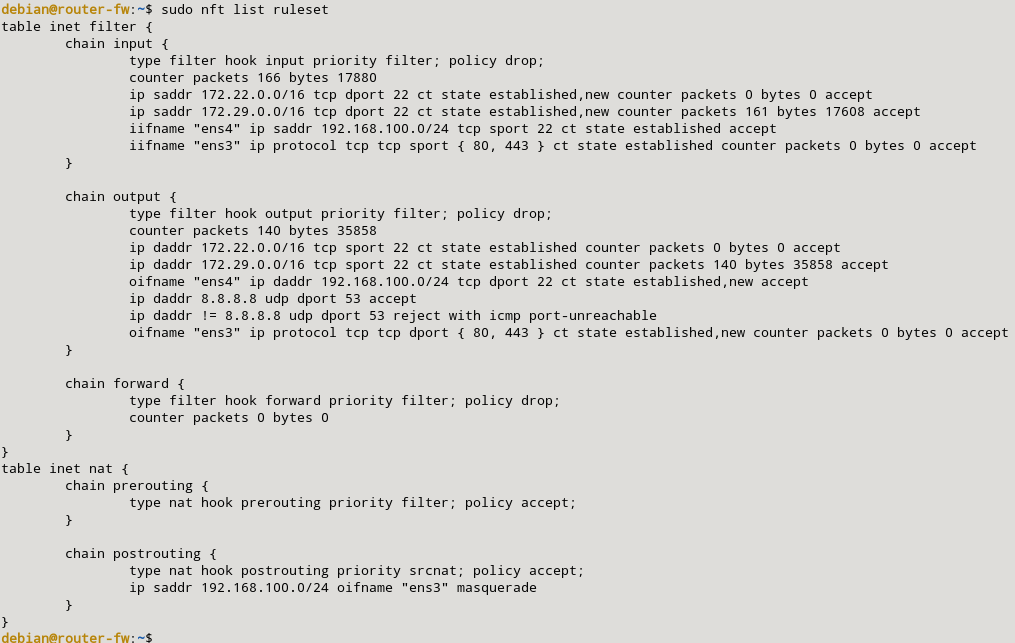 debian@router-fw:~$ sudo nft list ruleset
table inet filter {
        chain input {
                type filter hook input priority filter; policy drop;
                counter packets 166 bytes 17880
                ip saddr 172.22.0.0/16 tcp dport 22 ct state established,new counter packets 0 bytes 0 accept
                ip saddr 172.29.0.0/16 tcp dport 22 ct state established,new counter packets 161 bytes 17608 accept
                iifname "ens4" ip saddr 192.168.100.0/24 tcp sport 22 ct state established accept
                iifname "ens3" ip protocol tcp tcp sport { 80, 443 } ct state established counter packets 0 bytes 0 accept
        }

        chain output {
                type filter hook output priority filter; policy drop;
                counter packets 140 bytes 35858
                ip daddr 172.22.0.0/16 tcp sport 22 ct state established counter packets 0 bytes 0 accept
                ip daddr 172.29.0.0/16 tcp sport 22 ct state established counter packets 140 bytes 35858 accept
                oifname "ens4" ip daddr 192.168.100.0/24 tcp dport 22 ct state established,new accept
                ip daddr 8.8.8.8 udp dport 53 accept
                ip daddr != 8.8.8.8 udp dport 53 reject with icmp port-unreachable
                oifname "ens3" ip protocol tcp tcp dport { 80, 443 } ct state established,new counter packets 0 bytes 0 accept
        }

        chain forward {
                type filter hook forward priority filter; policy drop;
                counter packets 0 bytes 0
        }
}
table inet nat {
        chain prerouting {
                type nat hook prerouting priority filter; policy accept;
        }

        chain postrouting {
                type nat hook postrouting priority srcnat; policy accept;
                ip saddr 192.168.100.0/24 oifname "ens3" masquerade
        }
}
debian@router-fw:~$